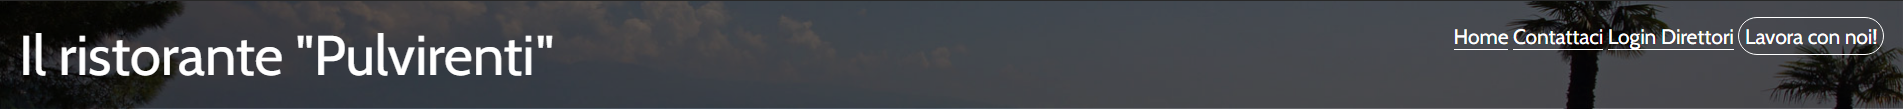 Il ristorante "Pulvirenti"
Home Contattaci Login Direttori Lavora con noi!